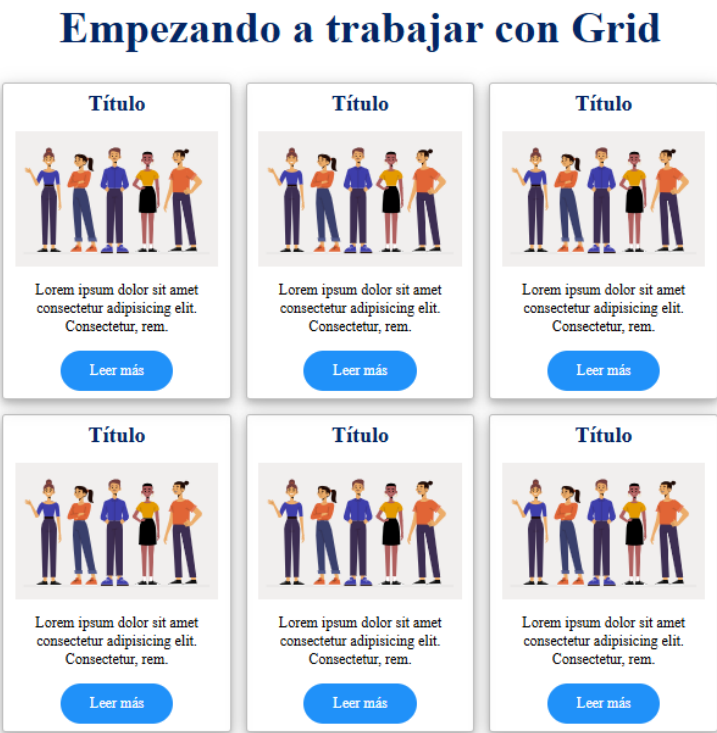 Empezando a trabajar con Grid
Título
Lorem ipsum dolor sit amet
consectetur adipisicing elit.
Consectetur, rem.
Leer más
Título
Lorem ipsum dolor sit amet
consectetur adipisicing elit.
Consectetur, rem.
Leer más
Título
Lorem ipsum dolor sit amet
consectetur adipisicing elit.
Consectetur, rem.
Leer más
Título
Lorem ipsum dolor sit amet
consectetur adipisicing elit.
Consectetur, rem.
Leer más
Título
Lorem ipsum dolor sit amet
consectetur adipisicing elit.
Consectetur, rem.
Leer más
Título
Lorem ipsum dolor sit amet
consectetur adipisicing elit.
Consectetur, rem.
Leer más